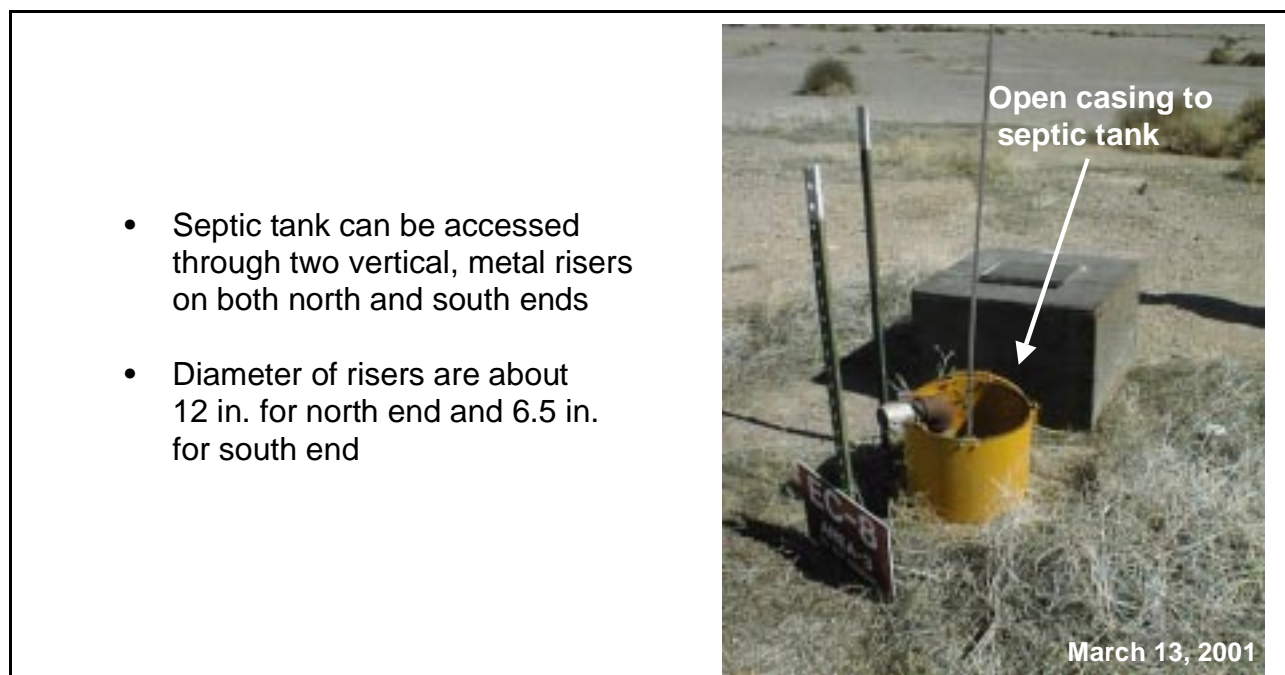 • Septic tank can be accessed
through two vertical, metal risers
on both north and south ends
• Diameter of risers are about
12 in. for north end and 6.5 in.
for south end
Open casing to
septic tank
EC-8
March 13, 2001